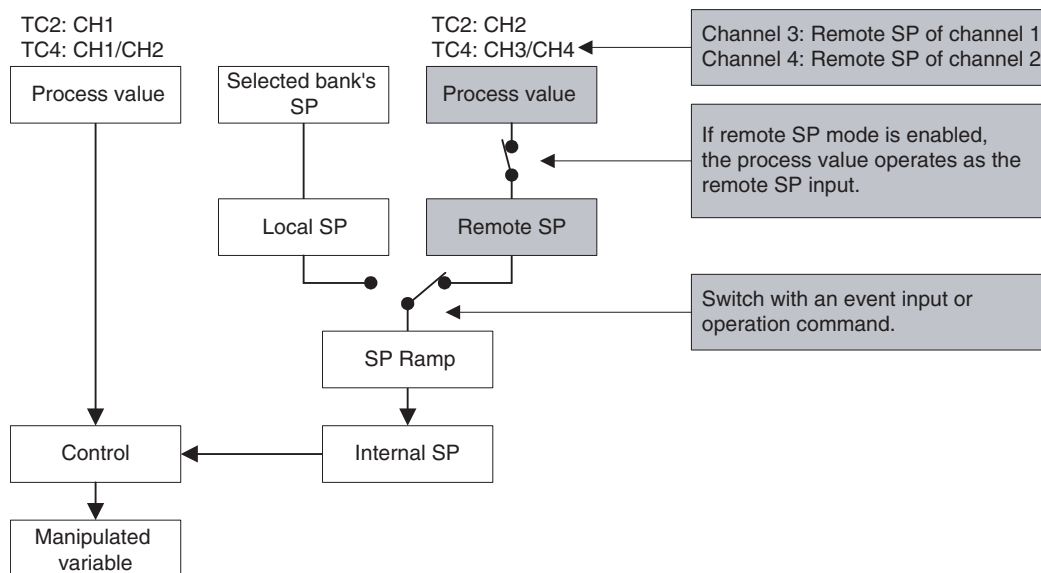 TC2: CH1
TC4: CH1/CH2
TC2: CH2
TC4: CH3/CH4
Channel 3: Remote SP of channel 1
Channel 4: Remote SP of channel 2
Process value
Selected bank's
SP
Process value
If remote SP mode is enabled,
the process value operates as the
remote SP input.
Local SP
Remote SP
Switch with an event input or
operation command.
SP Ramp
Control
Internal SP
Manipulated
variable